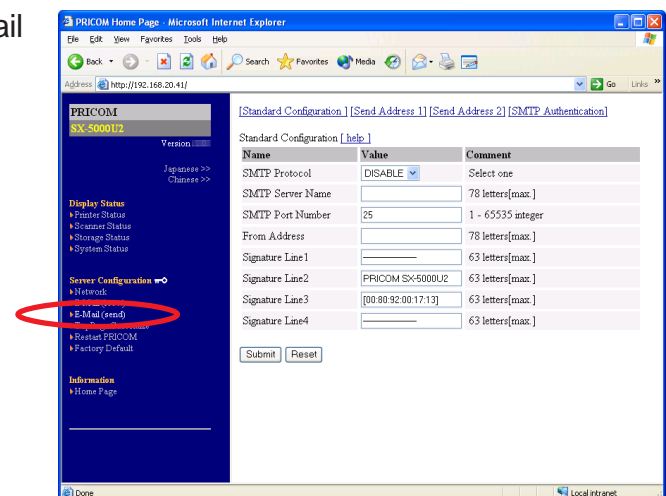 ail
PRICOM Home Page - Microsoft Internet Explorer
File Edit View Favorites Tools Help
Back Search Favorites Media
Address http://192.168.20.41/ Go Links »
PRICOM
SX-5000U2
Version
Japanese >>
Chinese >>
Display Status
Printer Status
Scanner Status
Storage Status
System Status
Server Configuration
Network
E-Mail (send)
Restart PRICOM
Factory Default
Information
Home Page
[Standard Configuration ] [Send Address 1] [Send Address 2] [SMTP Authentication]
Standard Configuration [ help ]
Name Value Comment
SMTP Protocol DISABLE Select one
SMTP Server Name 78 letters[max.]
SMTP Port Number 25 1 - 65535 integer
From Address 78 letters[max.]
Signature Line1 ---------------- 63 letters[max.]
Signature Line2 PRICOM SX-5000U2 63 letters[max.]
Signature Line3 [00:80:92:00:17:13] 63 letters[max.]
Signature Line4 ---------------- 63 letters[max.]
Submit Reset
Done Local intranet